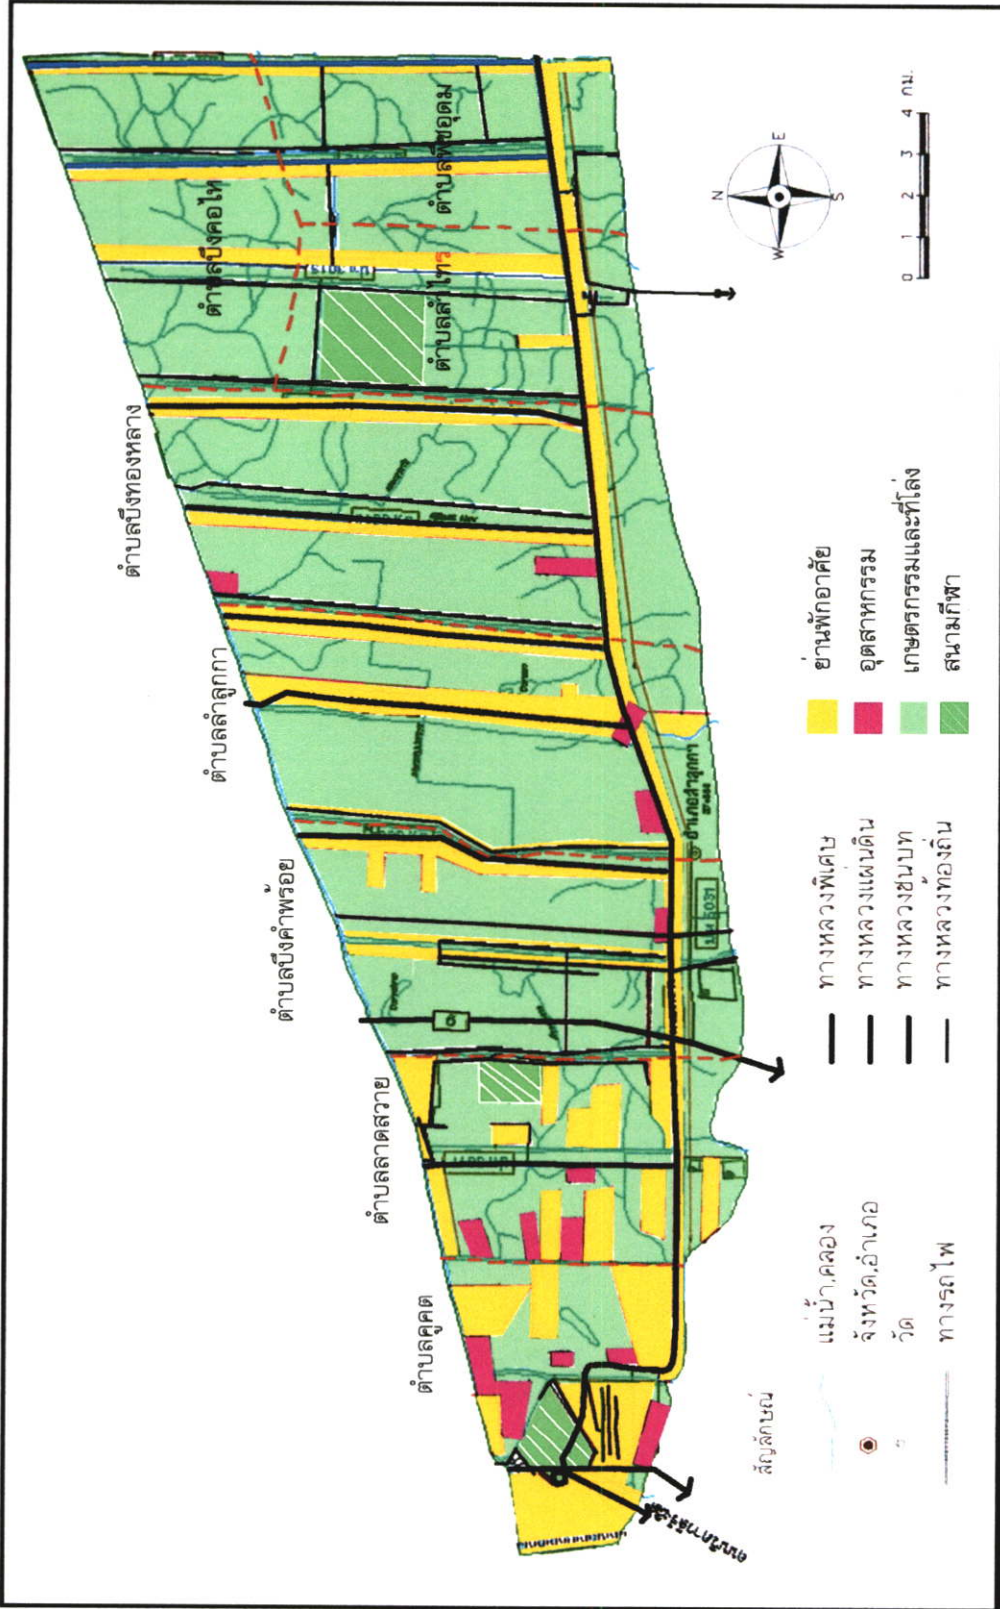 ตำบลคูคต
ตำบลลาดสวาย
ตำบลบึงคำพร้อย
ตำบลลำลูกกา
ตำบลบึงทองหลาง
ตำบลบึงคอไห
ตำบลลำไทร
ตำบลพืชอุดม
อำเภอลำลูกกา
9
N
E
S
W
0 1 2 3 4 กม.
สัญลักษณ์
แม่น้ำ,คลอง
จังหวัด,อำเภอ
วัด
ทางรถไฟ
ทางหลวงพิเศษ
ทางหลวงแผ่นดิน
ทางหลวงชนบท
ทางหลวงท้องถิ่น
ย่านพักอาศัย
อุตสาหกรรม
เกษตรกรรมและที่โล่ง
สนามกีฬา